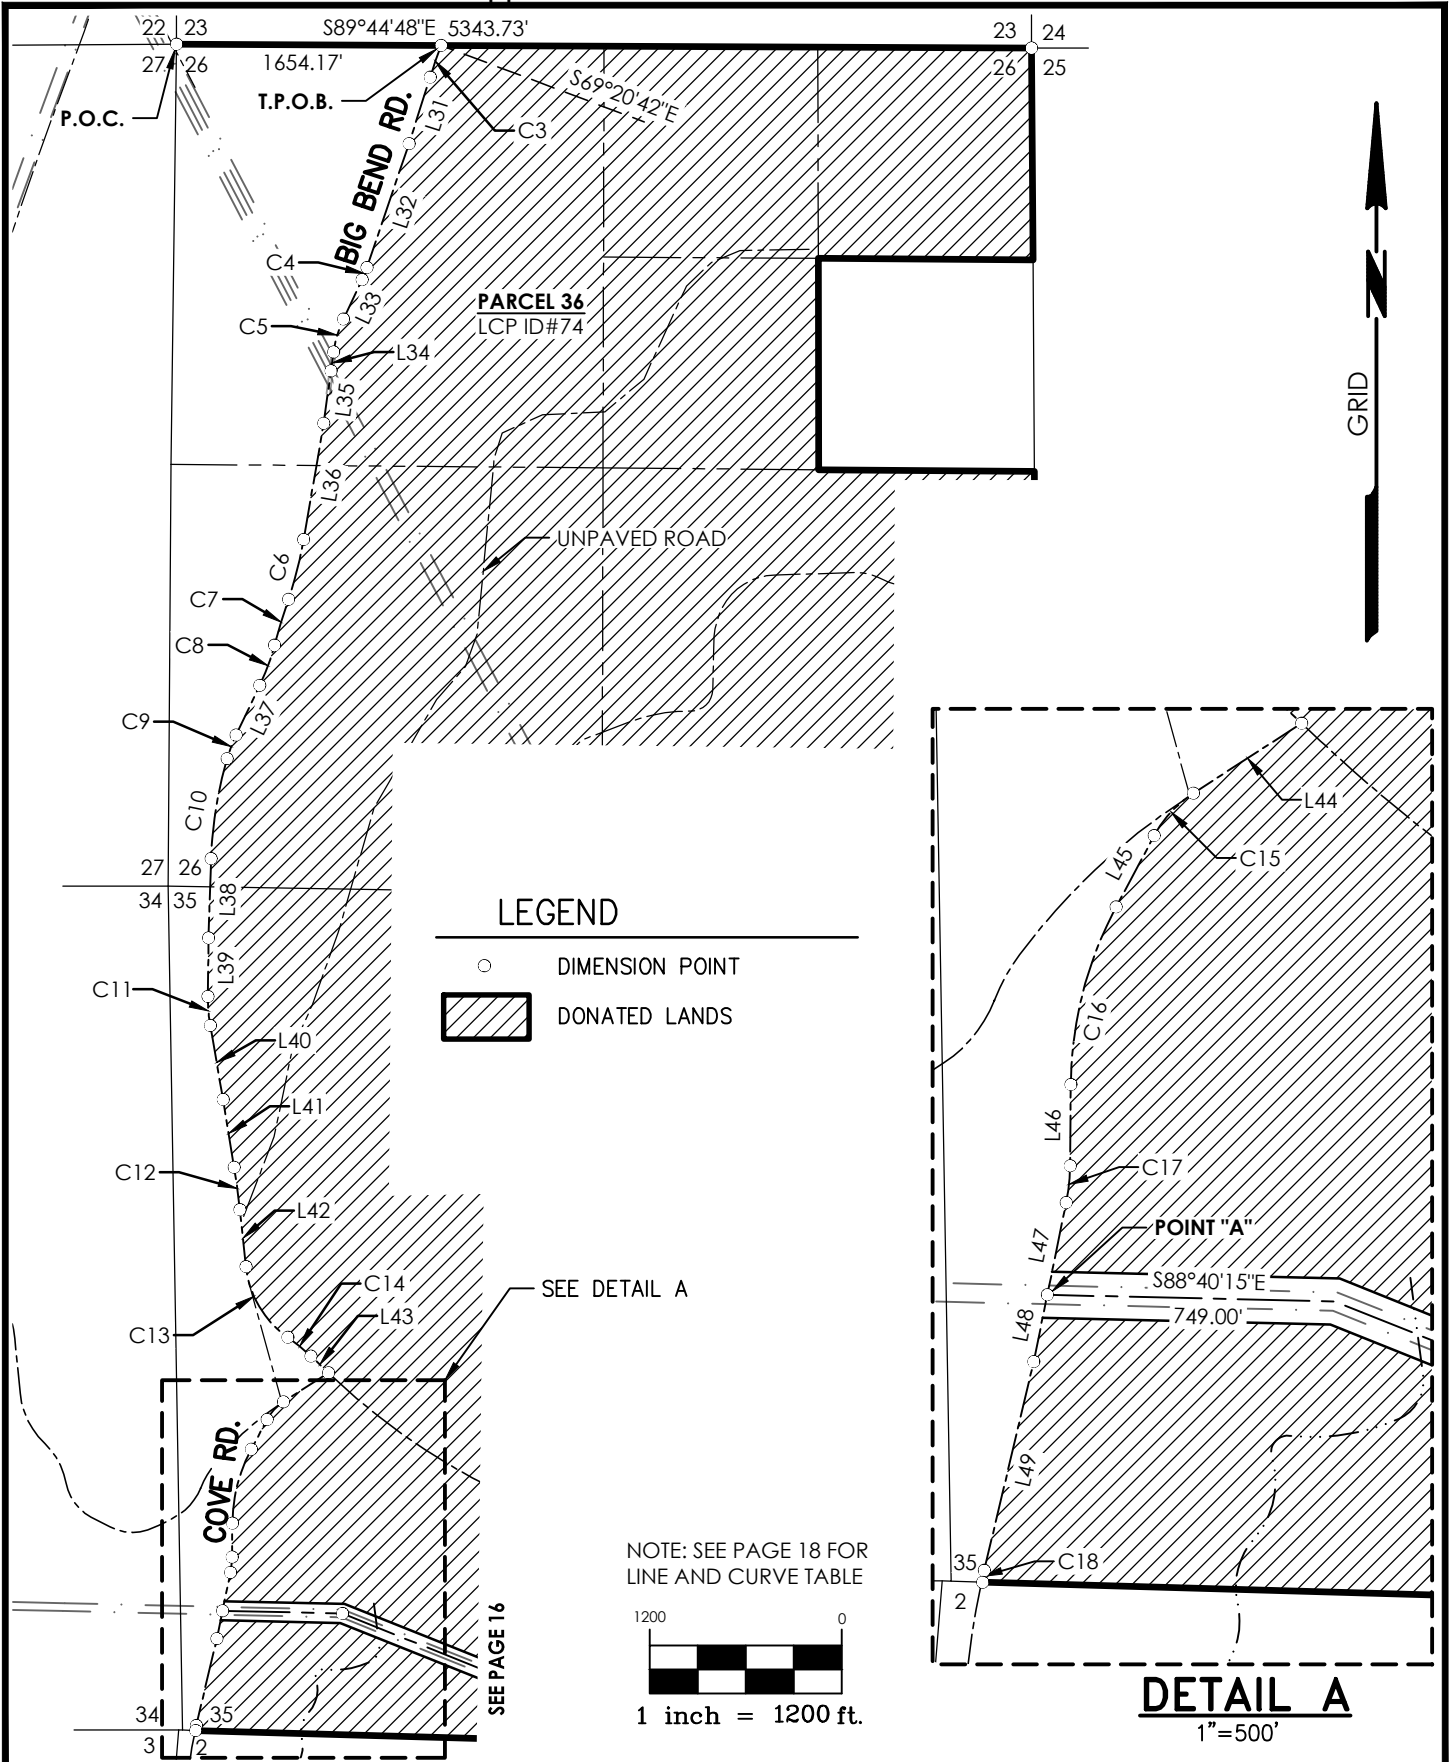 22 23
S89°44'48"E 5343.73'
23 24
27 26
1654.17'
26 25
P.O.C.
T.P.O.B.
S69°20'42"E
C3
L31
BIG BEND RD.
L32
C4
L33
PARCEL 36
LCP ID#74
C5
L34
L35
GRID
N
L36
UNPAVED ROAD
C6
C7
C8
L37
C9
C10
27 26
34 35
L38
L39
C11
L40
L41
C12
L42
C14
L43
C13
SEE DETAIL A
COVE RD.
SEE PAGE 16
34 35
3 2
LEGEND
DIMENSION POINT
DONATED LANDS
NOTE: SEE PAGE 18 FOR
LINE AND CURVE TABLE
1200 0
1 inch = 1200 ft.
L44
C15
L45
C16
L46
C17
POINT "A"
L47
S88°40'15"E
749.00'
L48
L49
35
C18
2
DETAIL A
1"=500'